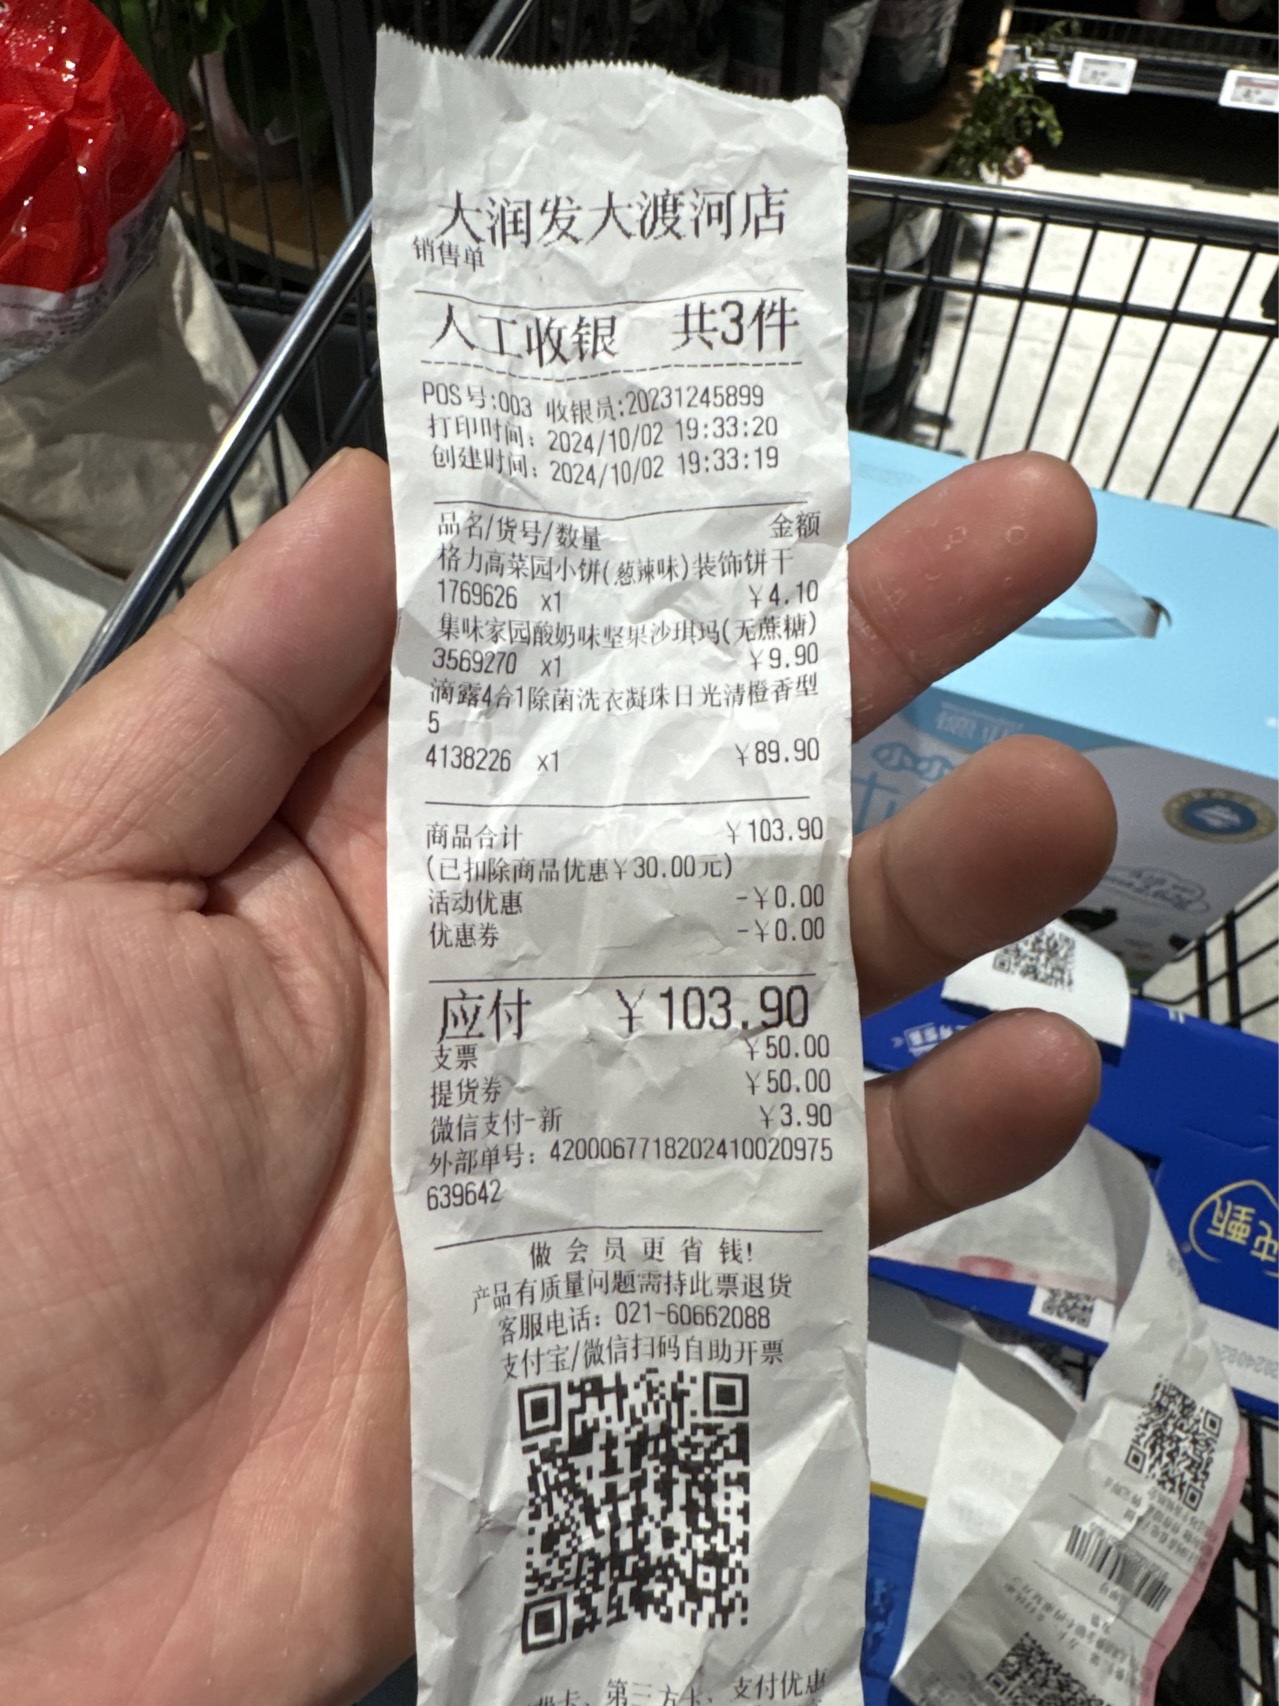 大润发大渡河店
销售单
人工收银 共3件
POS号:003 收银员:20231245899
打印时间: 2024/10/02 19:33:20
创建时间: 2024/10/02 19:33:19
品名/货号/数量 金额
格力高菜园小饼(葱辣味)装饰饼干
1769626 x1 ￥4.10
集味家园酸奶味坚果沙琪玛(无蔗糖)
3569270 x1 ￥9.90
滴露4合1除菌洗衣凝珠日光清橙香型
5
4138226 x1 ￥89.90
商品合计 ￥103.90
(已扣除商品优惠￥30.00元)
活动优惠 -￥0.00
优惠券 -￥0.00
应付 ￥103.90
支票 ￥50.00
提货券 ￥50.00
微信支付-新 ￥3.90
外部单号: 4200067718202410020975
639642
做会员更省钱!
产品有质量问题需持此票退货
客服电话: 021-60662088
支付宝/微信扫码自助开票
第三方卡、支付优惠